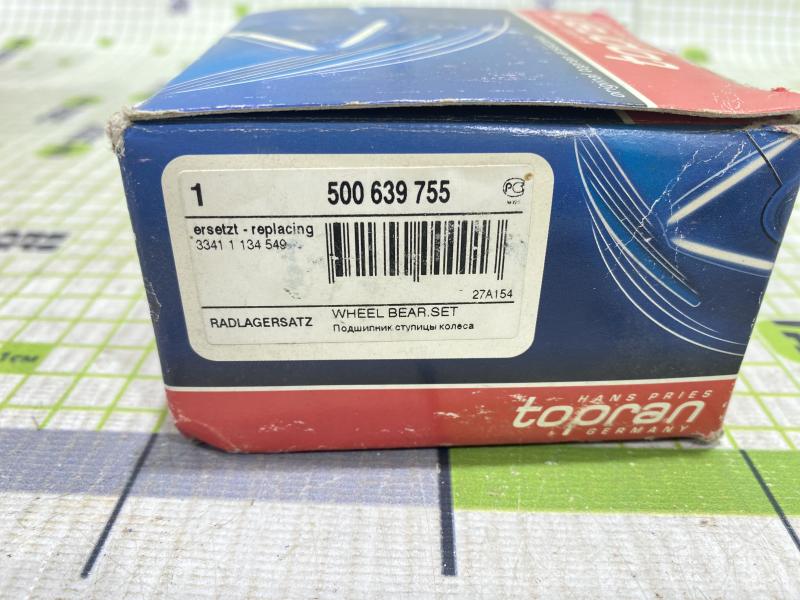 1 500 639 755
ersetzt - replacing
3341 1 134 549
27A154
RADLAGERSATZ
WHEEL BEAR.SET
Подшипник ступицы колеса
HANS PRIES
topran
GERMANY